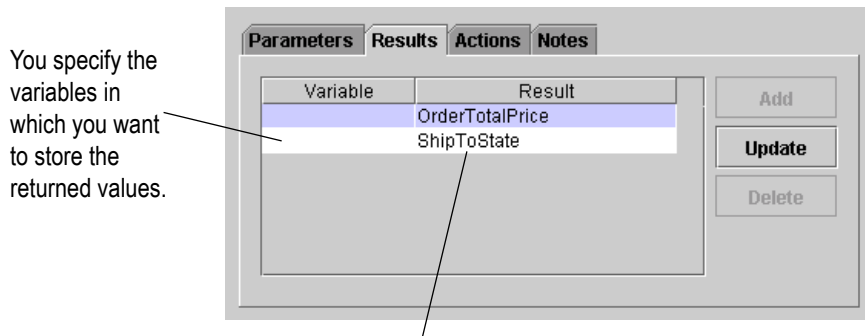 You specify the
variables in
which you want
to store the
returned values.
Parameters Results Actions Notes
Variable Result
OrderTotalPrice
ShipToState
Add
Update
Delete